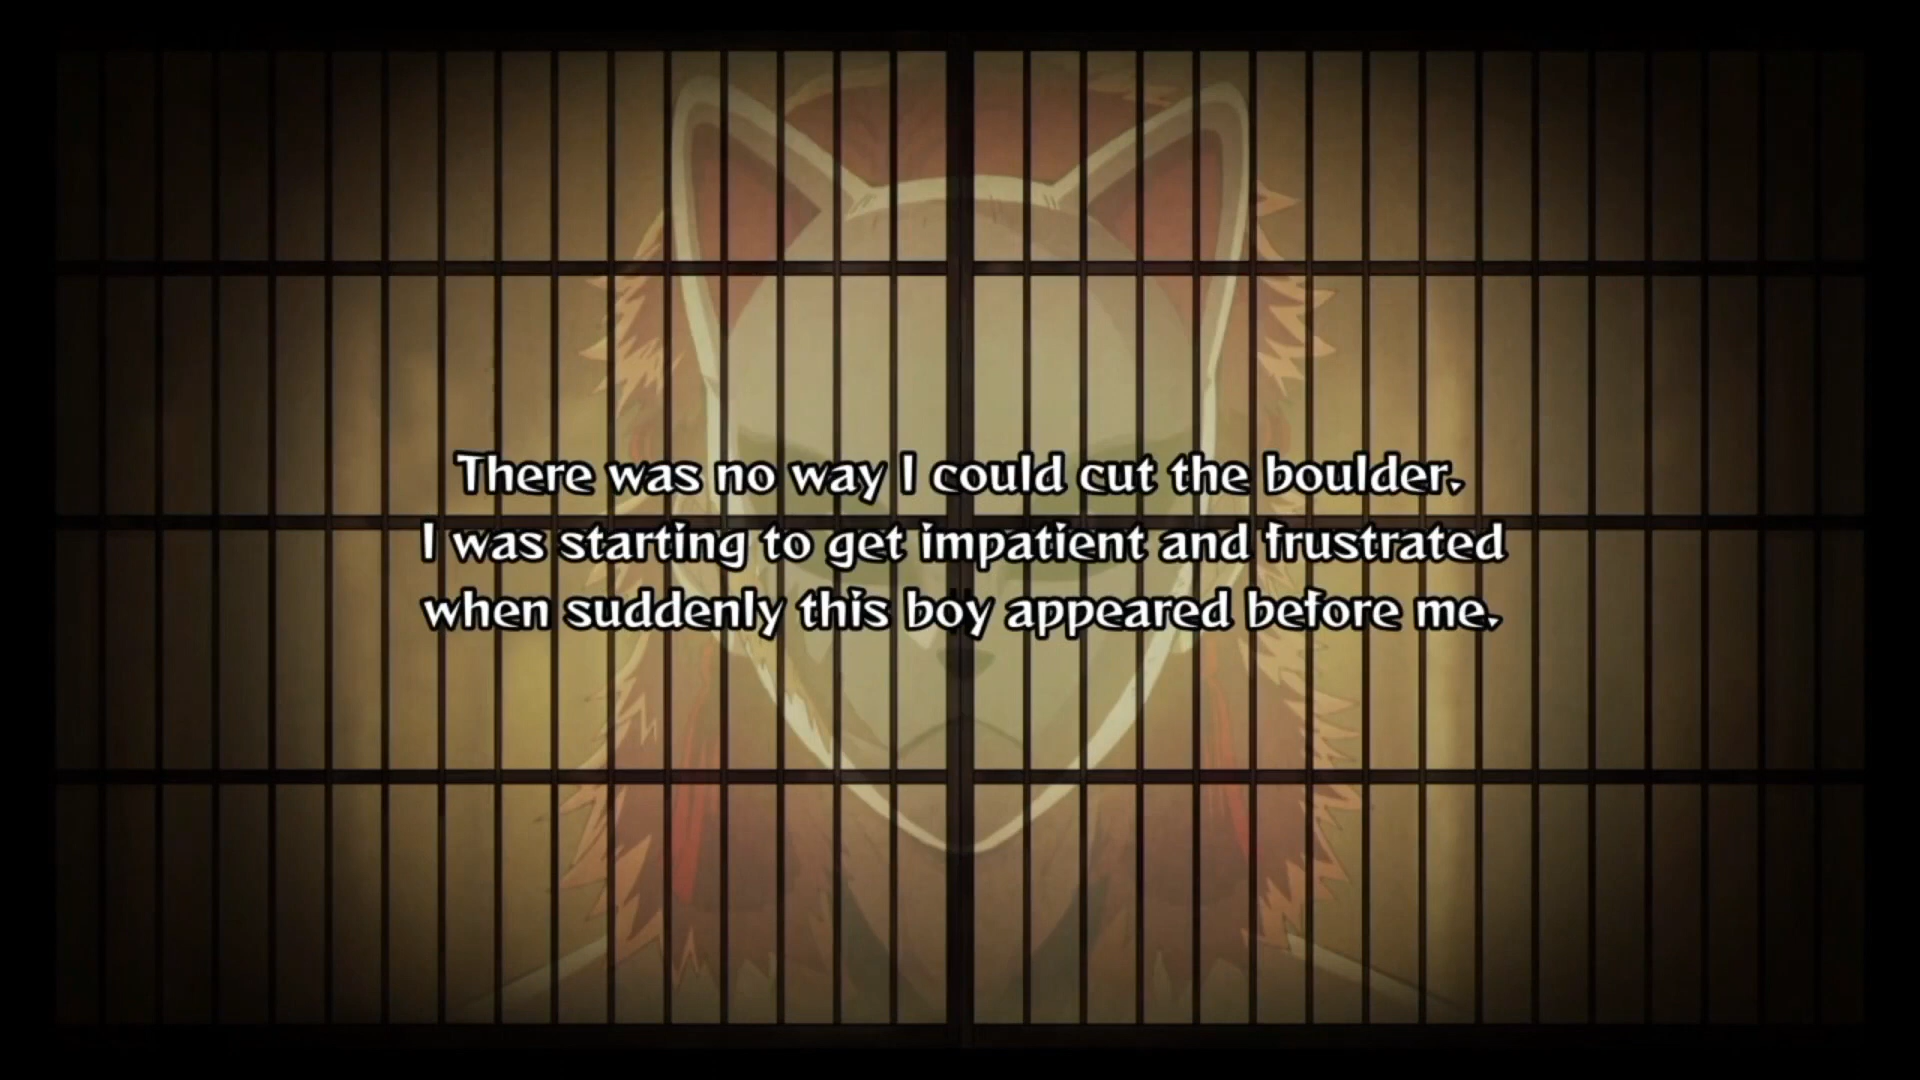 There was no way I could cut the boulder.
I was starting to get impatient and frustrated
when suddenly this boy appeared before me.